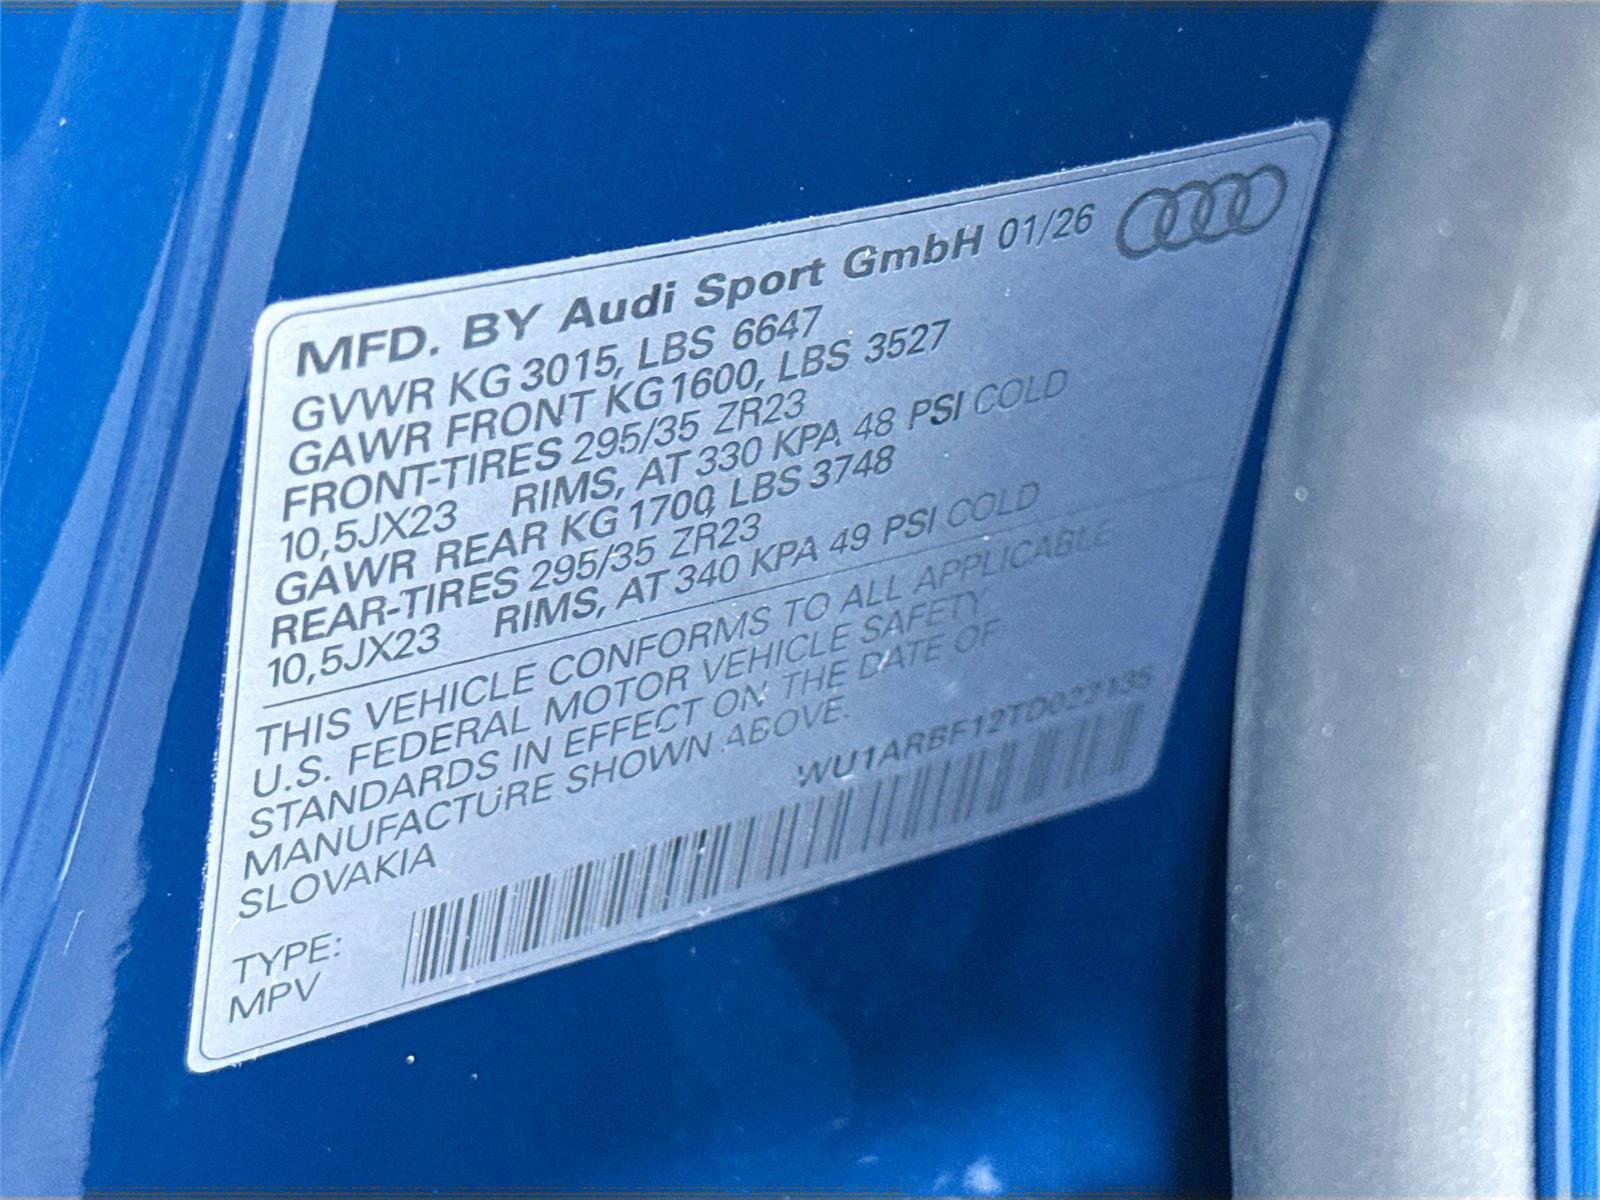 MFD. BY Audi Sport GmbH 01/26
GVWR KG 3015, LBS 6647
GAWR FRONT KG 1600, LBS 3527
FRONT-TIRES 295/35 ZR23
10,5JX23 RIMS, AT 330 KPA 48 PSI COLD
GAWR REAR KG 1700, LBS 3748
REAR-TIRES 295/35 ZR23
10,5JX23 RIMS, AT 340 KPA 49 PSI COLD
THIS VEHICLE CONFORMS TO ALL APPLICABLE
U.S. FEDERAL MOTOR VEHICLE SAFETY
STANDARDS IN EFFECT ON THE DATE OF
MANUFACTURE SHOWN ABOVE.
SLOVAKIA
WU1ARBF12TD027135
TYPE:
MPV